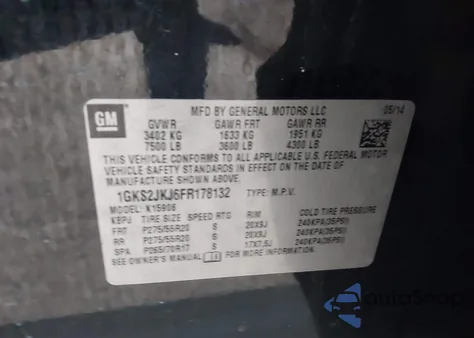 GM
MFD BY GENERAL MOTORS LLC 05/14
GVWR GAWR FRT GAWR RR
3402 KG 1633 KG 1951 KG
7500 LB 3600 LB 4300 LB
THIS VEHICLE CONFORMS TO ALL APPLICABLE U.S. FEDERAL MOTOR
VEHICLE SAFETY STANDARDS IN EFFECT ON THE DATE OF
MANUFACTURE SHOWN ABOVE.
1GKS2JKJ6FR178132 TYPE: M.P.V.
MODEL: K15906
KBPJ TIRE SIZE SPEED RTG RIM COLD TIRE PRESSURE
FRT P275/55R20 S 20X9J 240KPA(35PSI)
RR P275/55R20 S 20X9J 240KPA(35PSI)
SPA P265/70R17 S 17X7.5J 240KPA(35PSI)
SEE OWNER'S MANUAL FOR ADDITIONAL INFORMATION.
autoSnap